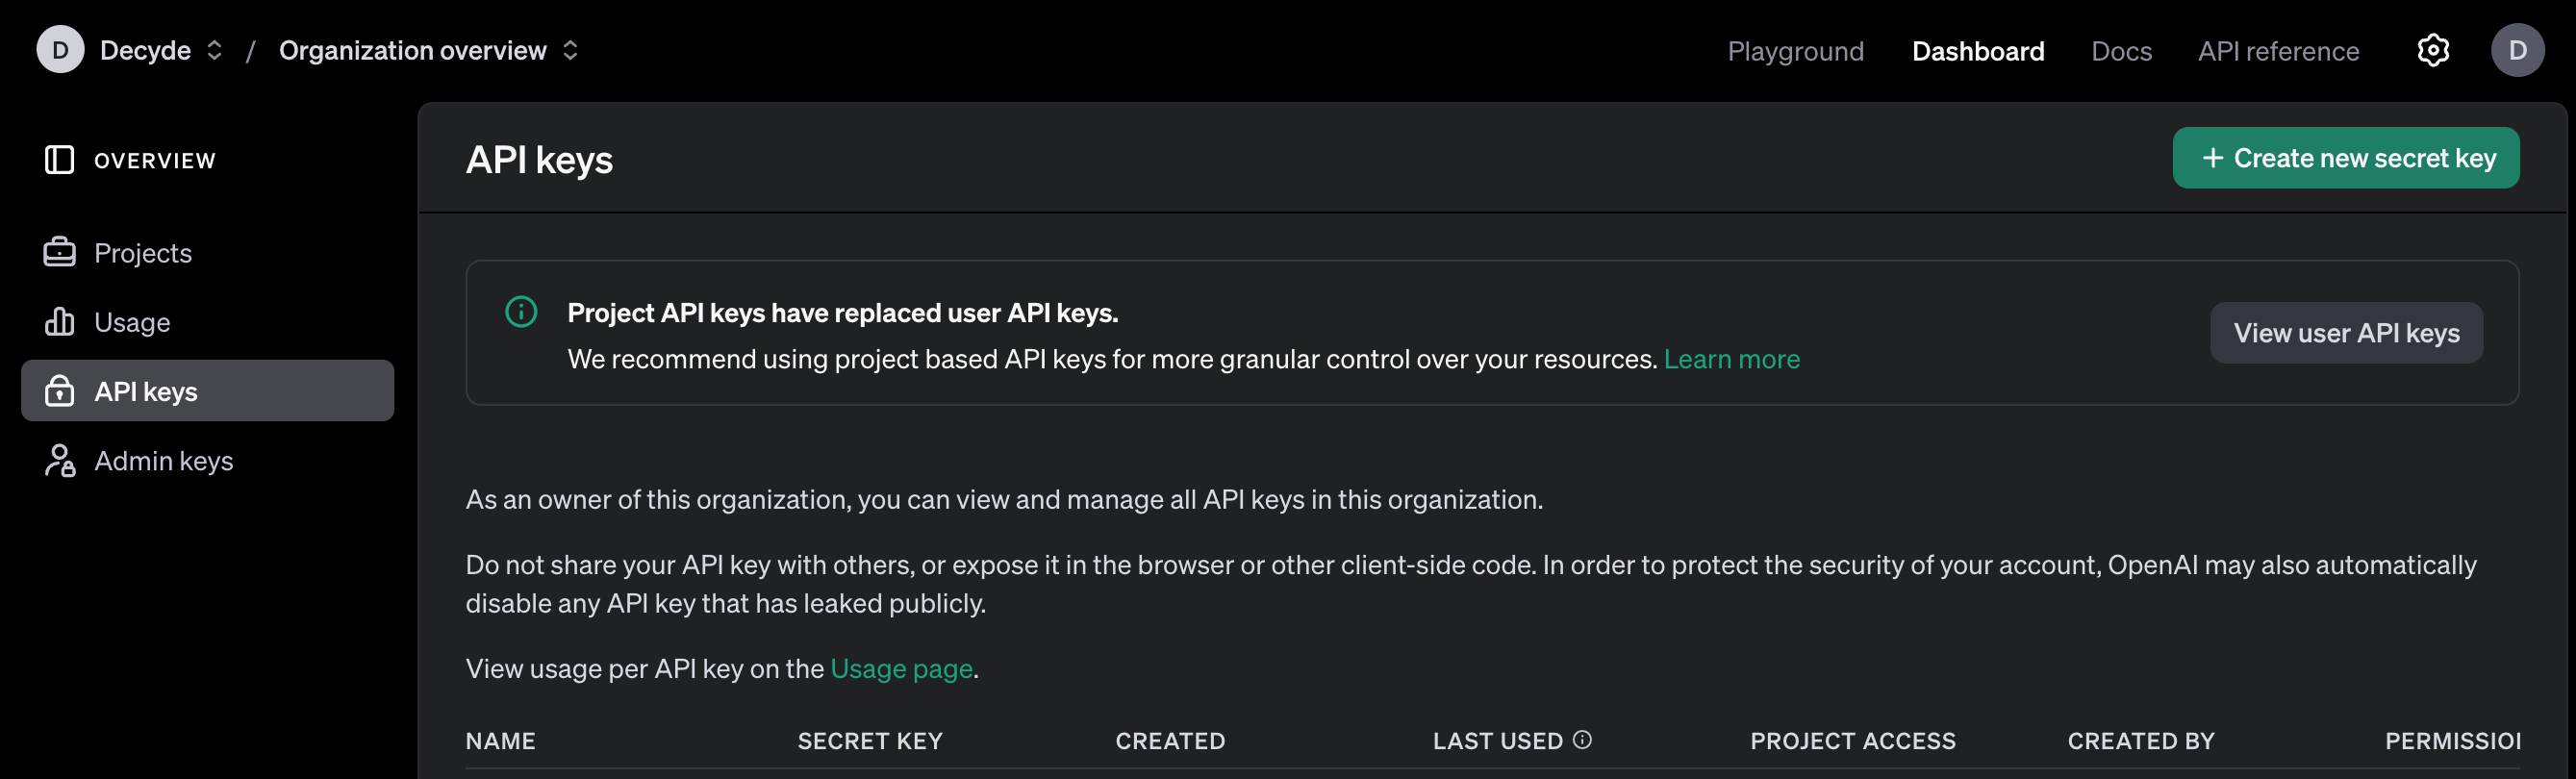 D Decyde / Organization overview
Playground Dashboard Docs API reference D
OVERVIEW
Projects
Usage
API keys
Admin keys
API keys
+ Create new secret key
Project API keys have replaced user API keys.
We recommend using project based API keys for more granular control over your resources. Learn more
View user API keys
As an owner of this organization, you can view and manage all API keys in this organization.
Do not share your API key with others, or expose it in the browser or other client-side code. In order to protect the security of your account, OpenAI may also automatically
disable any API key that has leaked publicly.
View usage per API key on the Usage page.
NAME SECRET KEY CREATED LAST USED PROJECT ACCESS CREATED BY PERMISSIO